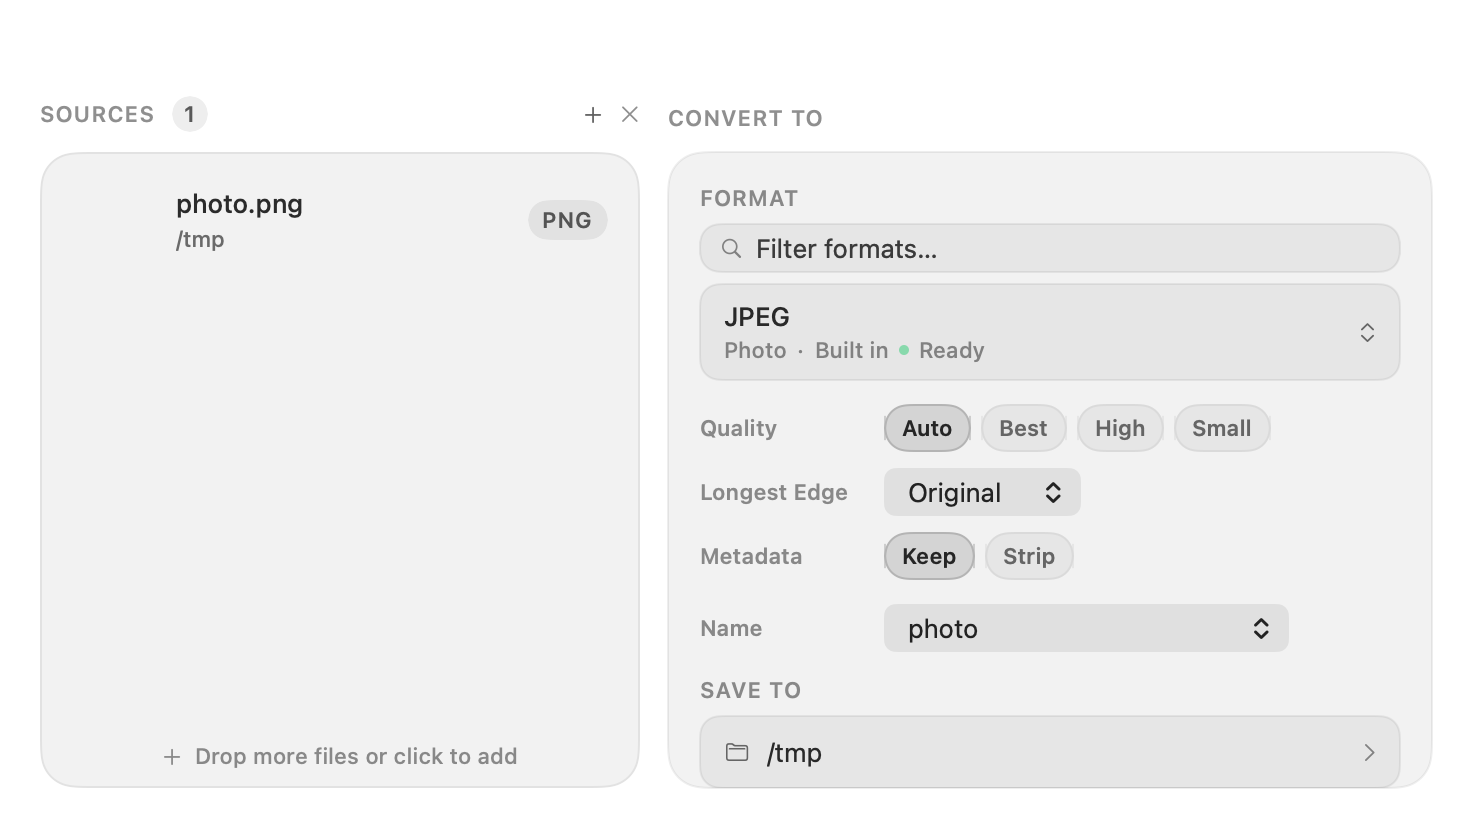 SOURCES 1
photo.png
/tmp
PNG
Drop more files or click to add
CONVERT TO
FORMAT
Filter formats...
JPEG
Photo · Built in Ready
Quality Auto Best High Small
Longest Edge Original
Metadata Keep Strip
Name photo
SAVE TO
/tmp